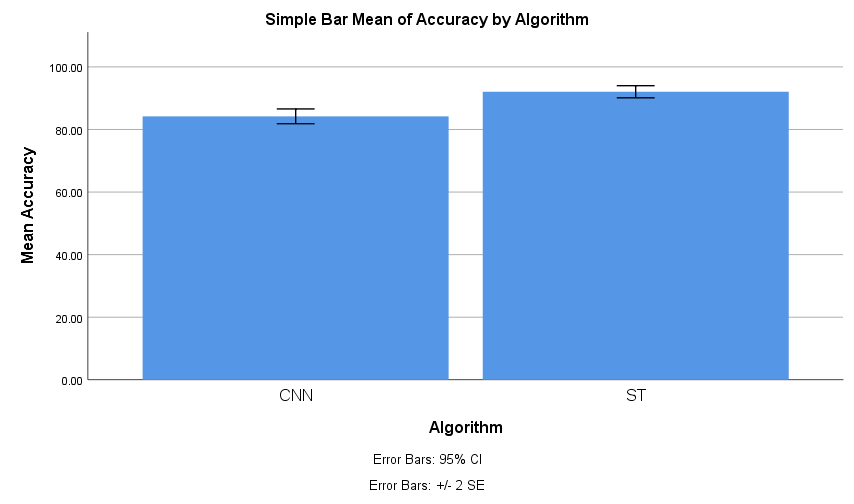 Simple Bar Mean of Accuracy by Algorithm
Mean Accuracy
100.00
80.00
60.00
40.00
20.00
0.00
CNN
ST
Algorithm
Error Bars: 95% CI
Error Bars: +/- 2 SE